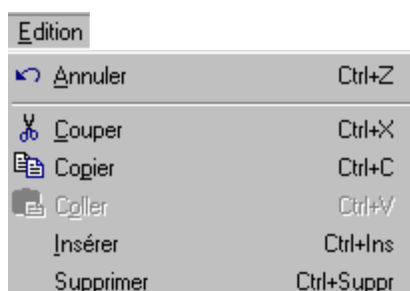 Edition
Annuler Ctrl+Z
Couper Ctrl+X
Copier Ctrl+C
Coller Ctrl+V
Insérer Ctrl+Ins
Supprimer Ctrl+Suppr